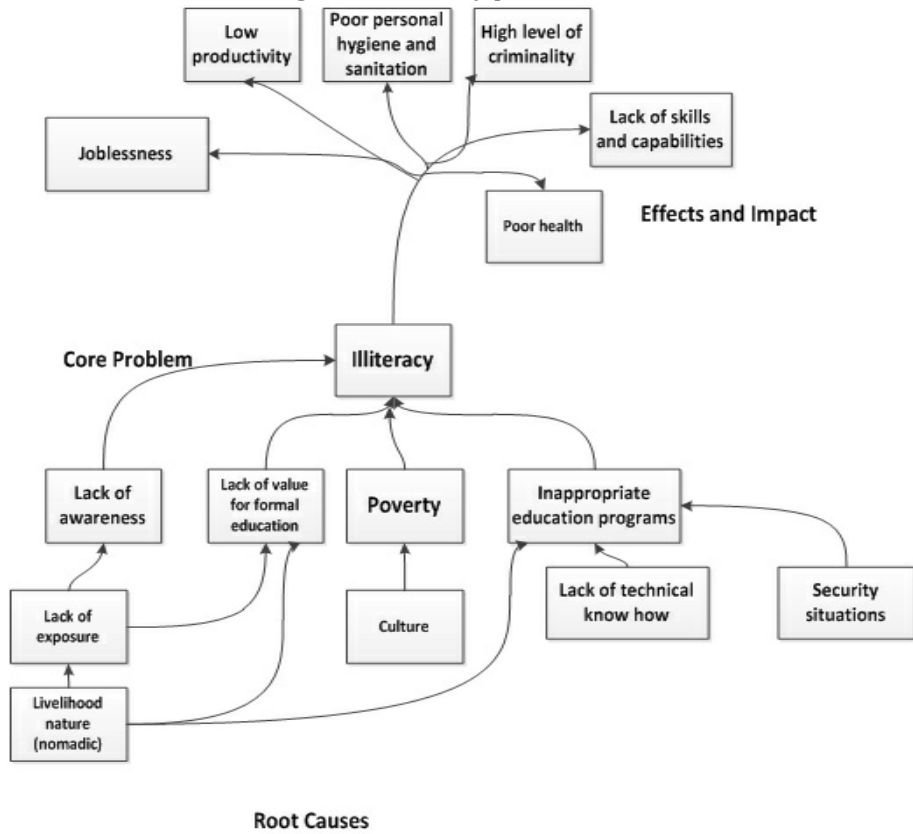 Low
productivity
Poor personal
hygiene and
sanitation
High level of
criminality
Joblessness
Lack of skills
and capabilities
Poor health
Effects and Impact
Core Problem
Illiteracy
Lack of
awareness
Lack of value
for formal
education
Poverty
Inappropriate
education programs
Lack of
exposure
Culture
Lack of technical
know how
Security
situations
Livelihood
nature
(nomadic)
Root Causes